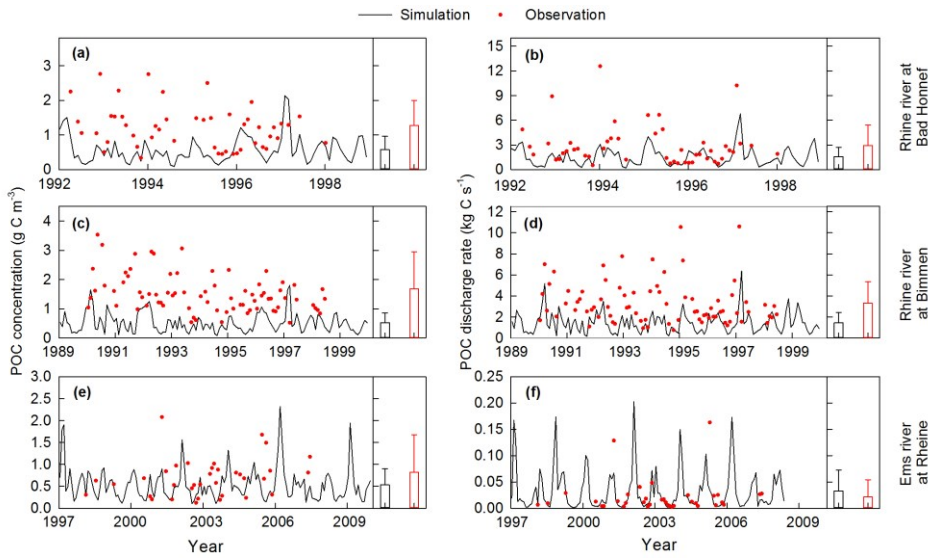 Simulation Observation
(a)
3
2
1
0
1992 1994 1996 1998
(b)
15
12
9
6
3
0
1992 1994 1996 1998
Rhine river at
Bad Honnef
POC concentration (g C m⁻³)
(c)
4
3
2
1
0
1989 1991 1993 1995 1997 1999
POC discharge rate (kg C s⁻¹)
(d)
12
10
8
6
4
2
0
1989 1991 1993 1995 1997 1999
Rhine river
at Bimmen
(e)
3.0
2.5
2.0
1.5
1.0
0.5
0.0
1997 2000 2003 2006 2009
Year
(f)
0.25
0.20
0.15
0.10
0.05
0.00
1997 2000 2003 2006 2009
Year
Ems river
at Rheine